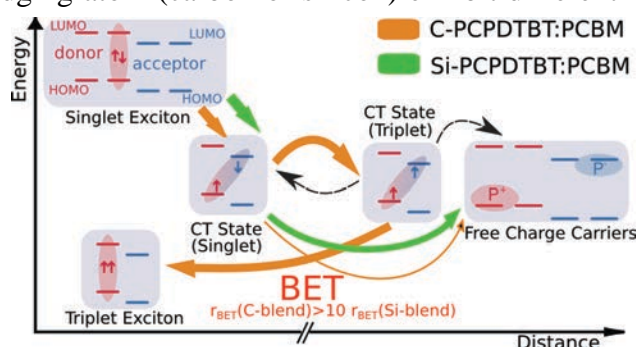 Energy
LUMO
donor
HOMO
LUMO
acceptor
HOMO
Singlet Exciton
C-PCPDTBT:PCBM
Si-PCPDTBT:PCBM
CT State
(Triplet)
CT State
(Singlet)
P+
P-
Free Charge Carriers
Triplet Exciton
BET
rBET(C-blend)>10 rBET(Si-blend)
Distance